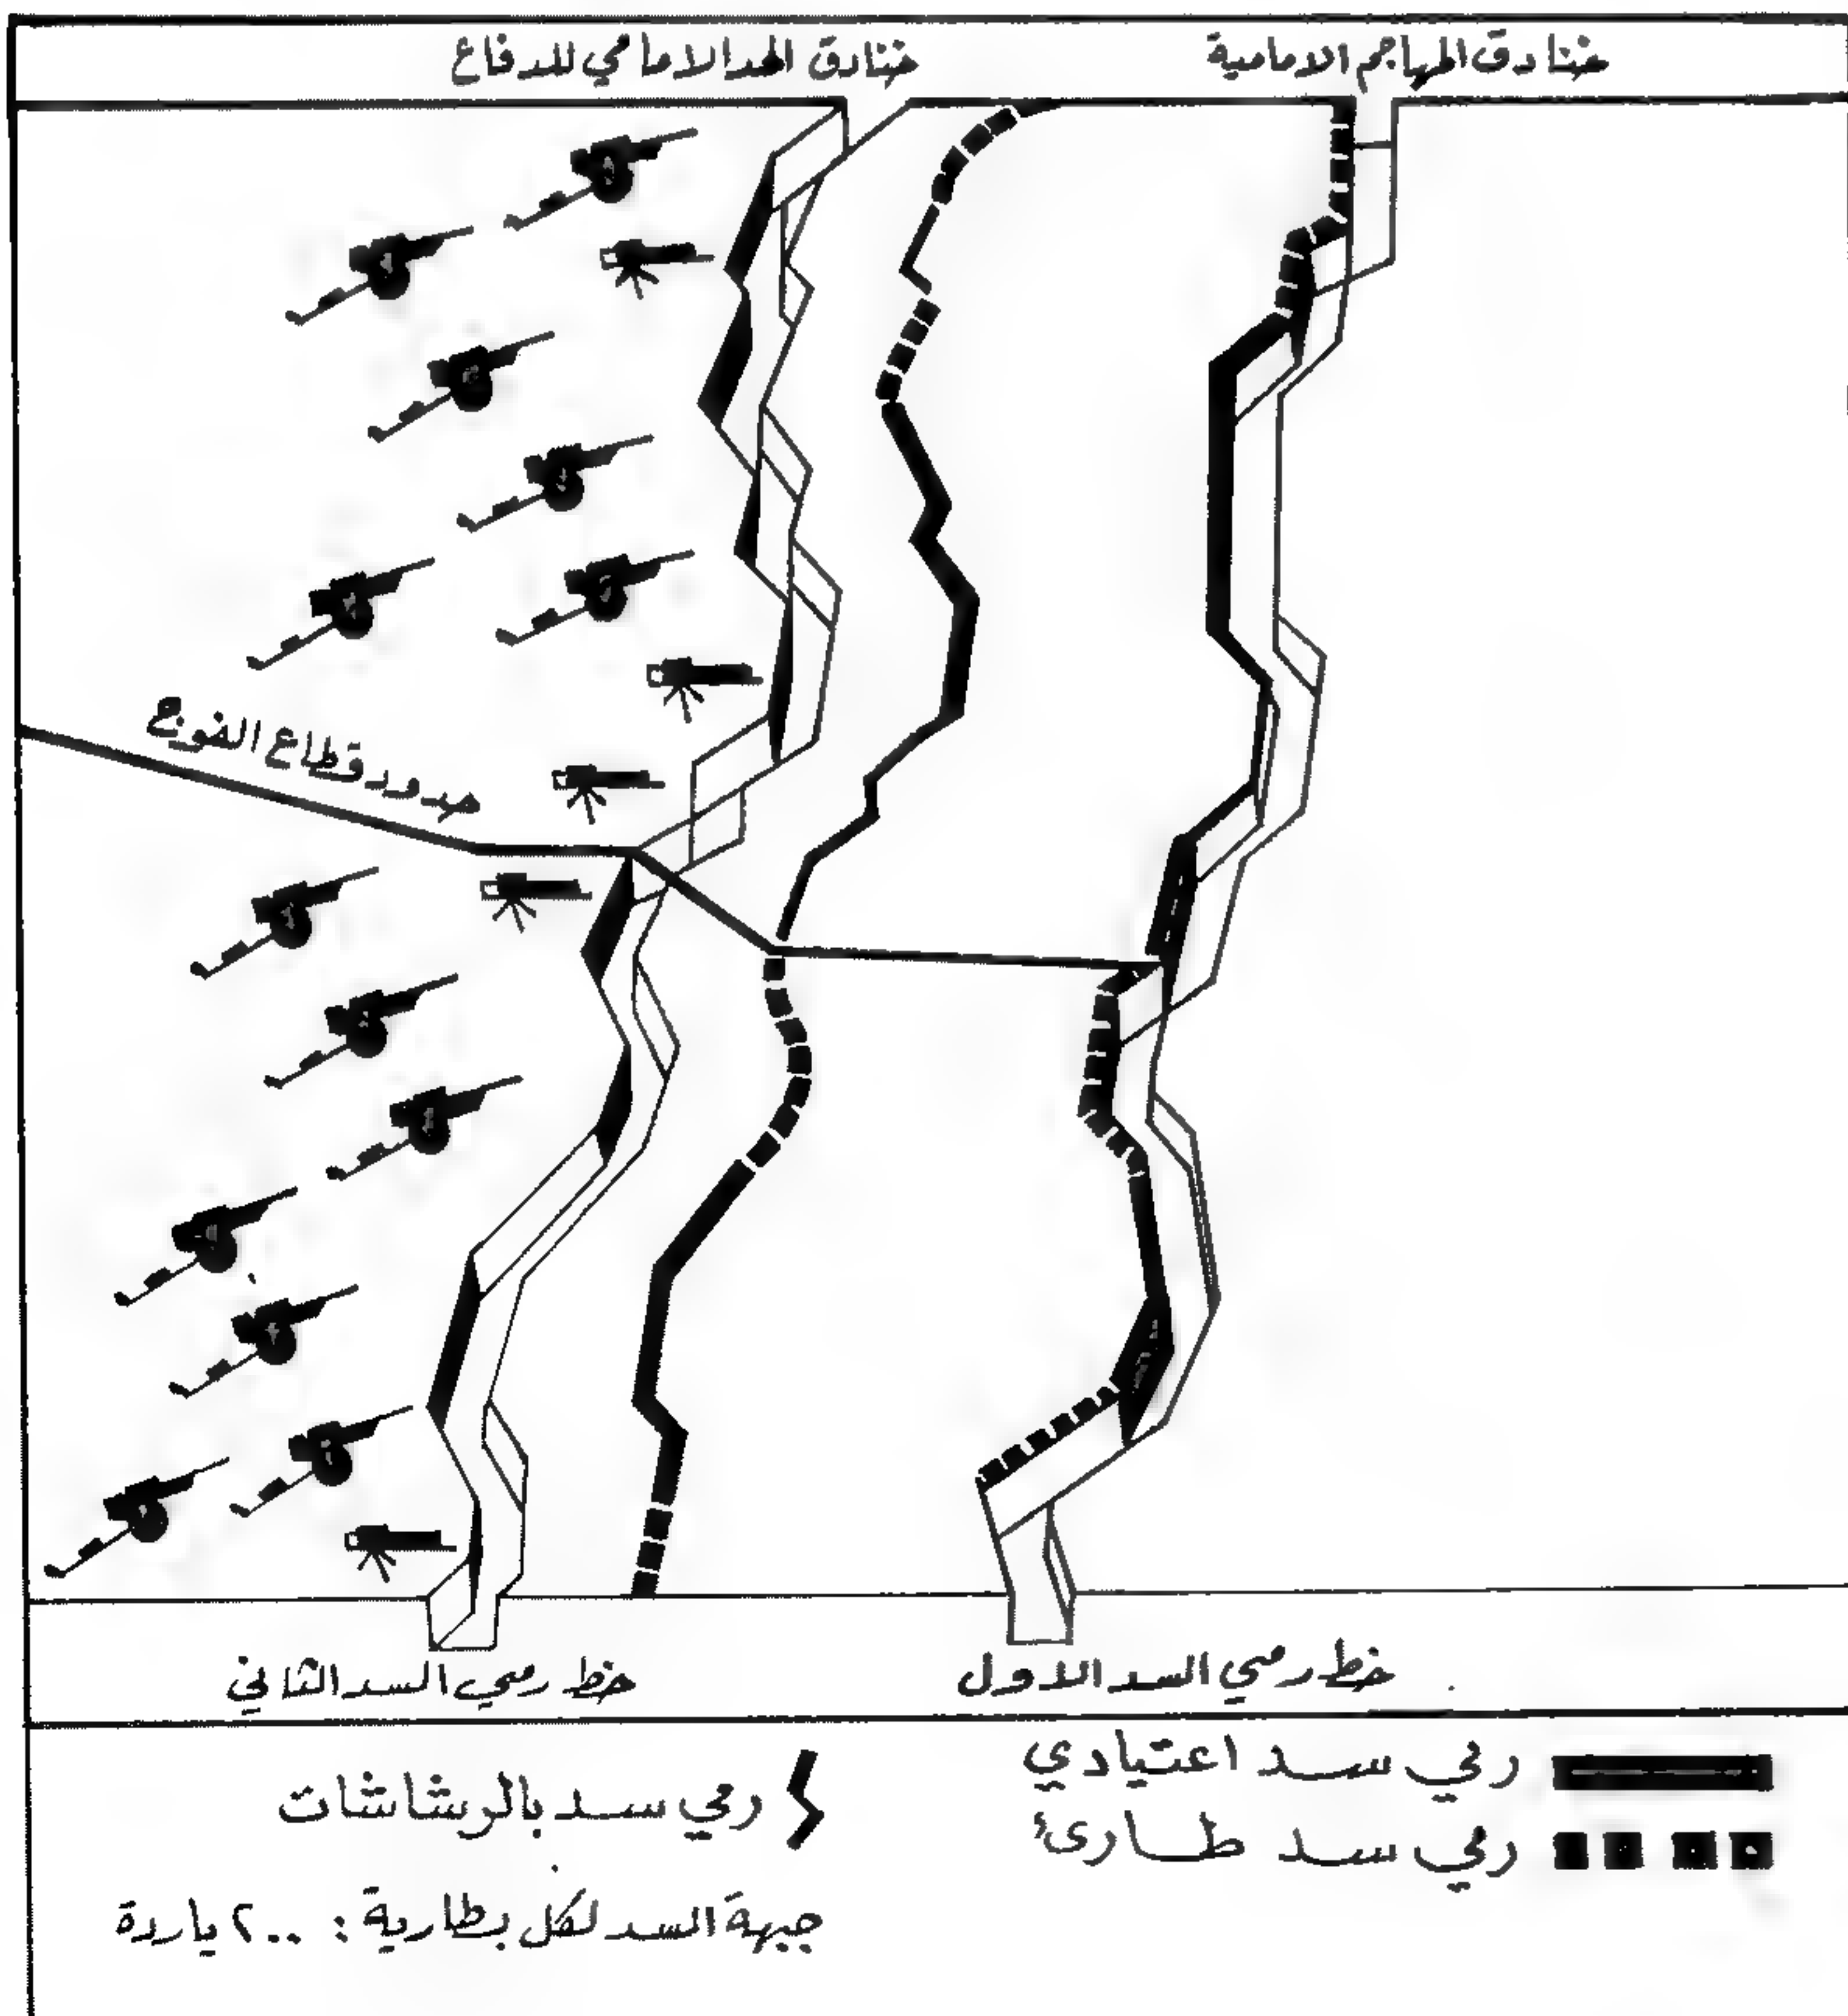 خنادق المهاجم الامامية
خنادق الحد الامامي للدفاع
حدود قطاع الفوج
خط رمي السد الاول
خط رمي السد الثاني
رمي سد اعتيادي
رمي سد طارئ
رمي سد بالرشاشات
جبهة السد لكل بطارية : ٢٠٠ ياردة